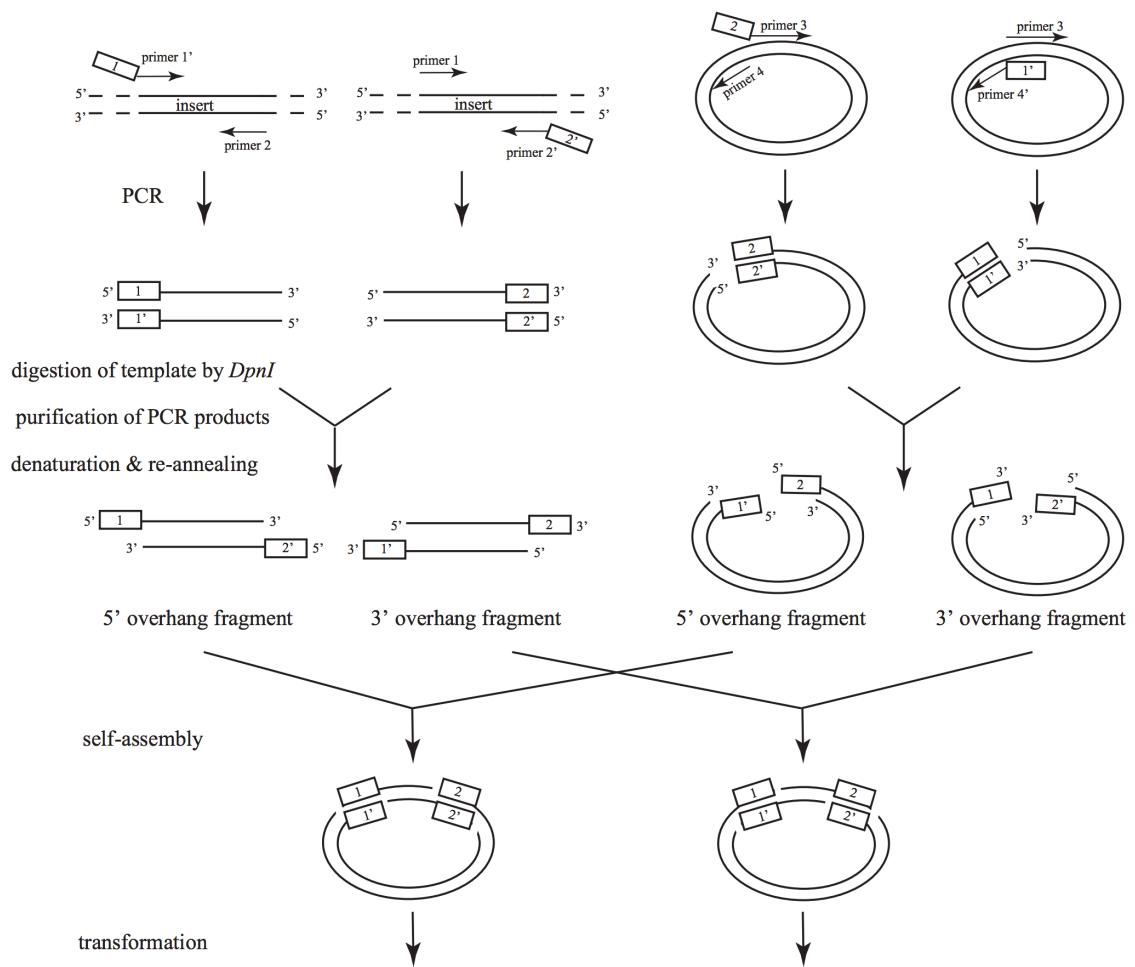 1 primer 1’
primer 1
2 primer 3
primer 3
5’ insert 3’
3’ 5’
primer 2
5’ insert 3’
3’ 5’
primer 2’ 2’
primer 4
1’
primer 4’
PCR
5’ 1 3’
3’ 1’ 5’
5’ 2 3’
3’ 2’ 5’
3’ 2
5’ 2’
1 5’
1’ 3’
digestion of template by DpnI
purification of PCR products
denaturation & re-annealing
5’ 1 3’
3’ 2’ 5’
5’ 2 3’
3’ 1’ 5’
3’ 1’ 5’
5’ 2 3’
1 3’ 5’
5’ 3’ 2’
5’ overhang fragment
3’ overhang fragment
5’ overhang fragment
3’ overhang fragment
self-assembly
1 2
1’ 2’
1 2
1’ 2’
transformation